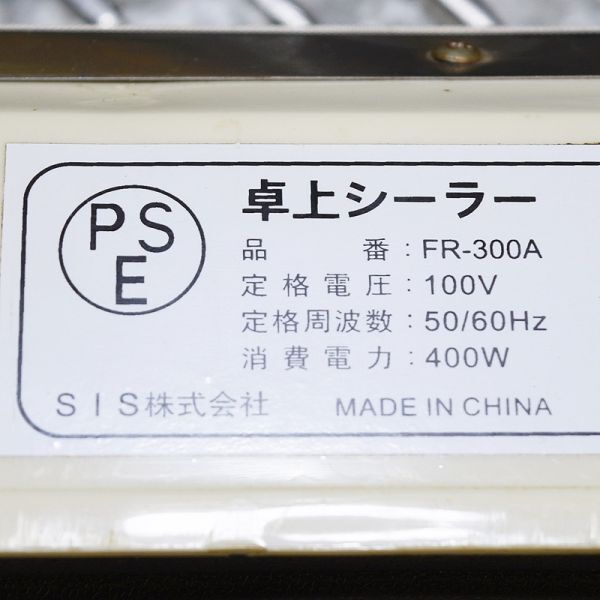 PS
E
卓上シーラー
品番：FR-300A
定格電圧：100V
定格周波数：50/60Hz
消費電力：400W
ＳＩＳ株式会社 MADE IN CHINA